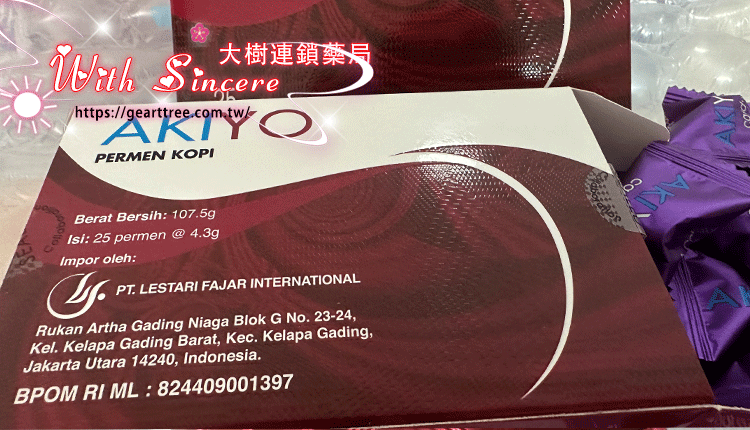 大樹連鎖藥局
With Sincere
https://gearttree.com.tw/
AKIYO
PERMEN KOPI
Berat Bersih: 107.5g
Isi: 25 permen @ 4.3g
Impor oleh:
PT. LESTARI FAJAR INTERNATIONAL
Rukan Artha Gading Niaga Blok G No. 23-24,
Kel. Kelapa Gading Barat, Kec. Kelapa Gading,
Jakarta Utara 14240, Indonesia.
BPOM RI ML : 824409001397